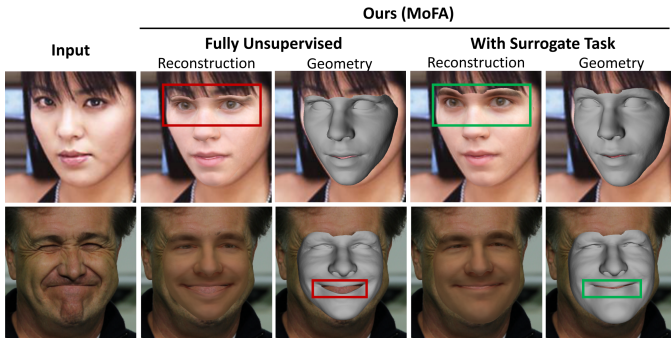 Ours (MoFA)
Input
Fully Unsupervised
With Surrogate Task
Reconstruction
Geometry
Reconstruction
Geometry